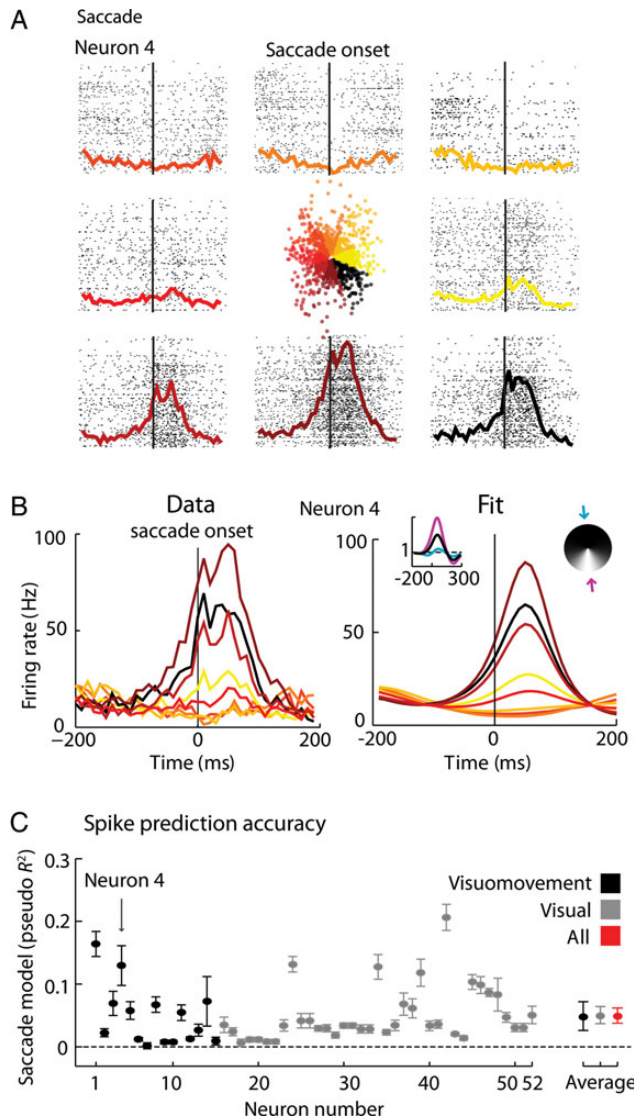 A
Saccade
Neuron 4
Saccade onset
B
Data
saccade onset
Neuron 4
Fit
100
50
0
Firing rate (Hz)
−200
0
200
Time (ms)
1
-200
300
100
50
-200
0
200
Time (ms)
C
Spike prediction accuracy
0.3
0.2
0.1
0
Saccade model (pseudo R²)
Neuron 4
Visuomovement
Visual
All
1
10
20
30
40
50
52
Average
Neuron number